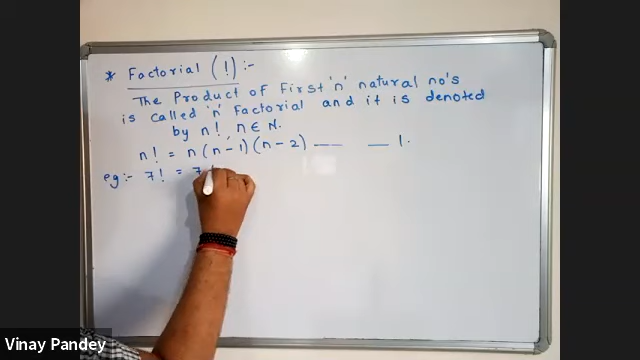 * Factorial (!):-
The Product of First 'n' natural no's
is called 'n' Factorial and it is denoted
by n!, n ∈ N.
n! = n(n-1)(n-2) —— — 1.
eg:- 7! = 7
Vinay Pandey